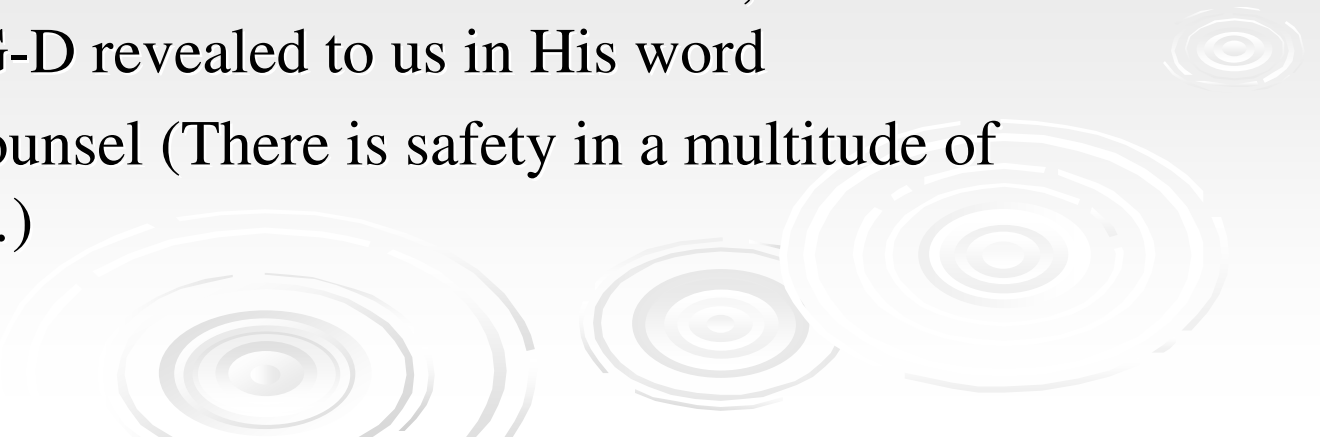 G-D revealed to us in His word
ounsel (There is safety in a multitude of
.)